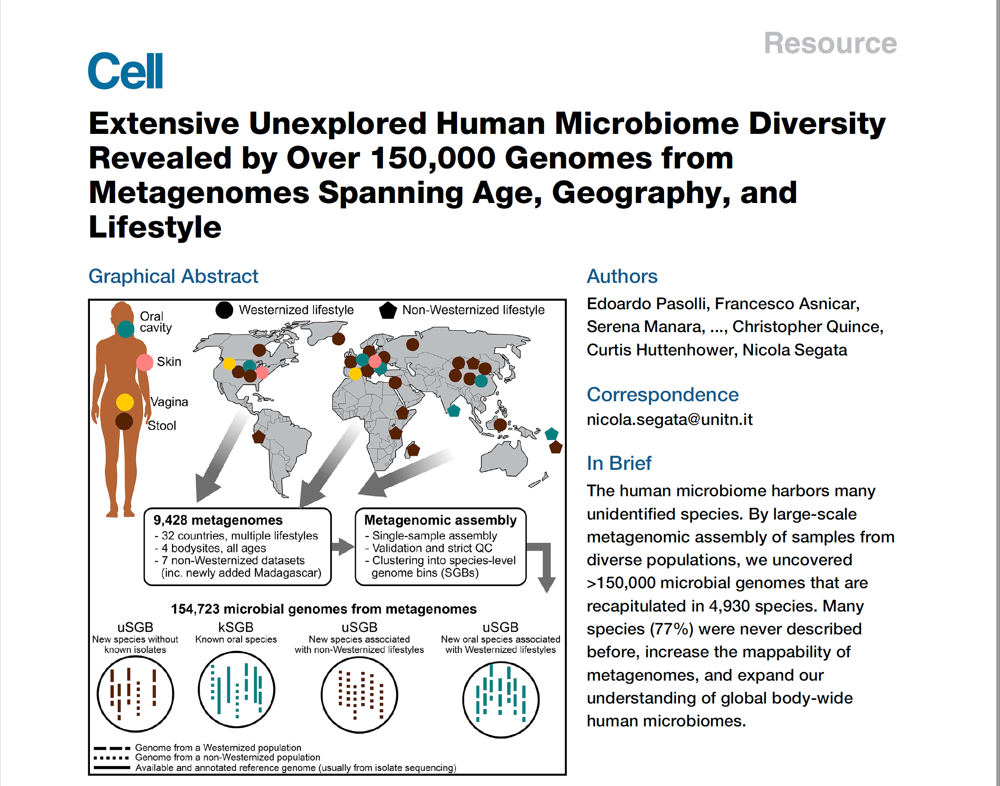 Resource
Cell
Extensive Unexplored Human Microbiome Diversity
Revealed by Over 150,000 Genomes from
Metagenomes Spanning Age, Geography, and
Lifestyle
Graphical Abstract
Oral
cavity
Skin
Vagina
Stool
Westernized lifestyle
Non-Westernized lifestyle
9,428 metagenomes
- 32 countries, multiple lifestyles
- 4 bodysites, all ages
- 7 non-Westernized datasets
(inc. newly added Madagascar)
Metagenomic assembly
- Single-sample assembly
- Validation and strict QC
- Clustering into species-level
genome bins (SGBs)
154,723 microbial genomes from metagenomes
uSGB
New species without
known isolates
kSGB
Known oral species
uSGB
New species associated
with non-Westernized lifestyles
uSGB
New oral species associated
with Westernized lifestyles
Genome from a Westernized population
Genome from a non-Westernized population
Available and annotated reference genome (usually from isolate sequencing)
Authors
Edoardo Pasolli, Francesco Asnicar,
Serena Manara, ..., Christopher Quince,
Curtis Huttenhower, Nicola Segata
Correspondence
nicola.segata@unitn.it
In Brief
The human microbiome harbors many
unidentified species. By large-scale
metagenomic assembly of samples from
diverse populations, we uncovered
>150,000 microbial genomes that are
recapitulated in 4,930 species. Many
species (77%) were never described
before, increase the mappability of
metagenomes, and expand our
understanding of global body-wide
human microbiomes.